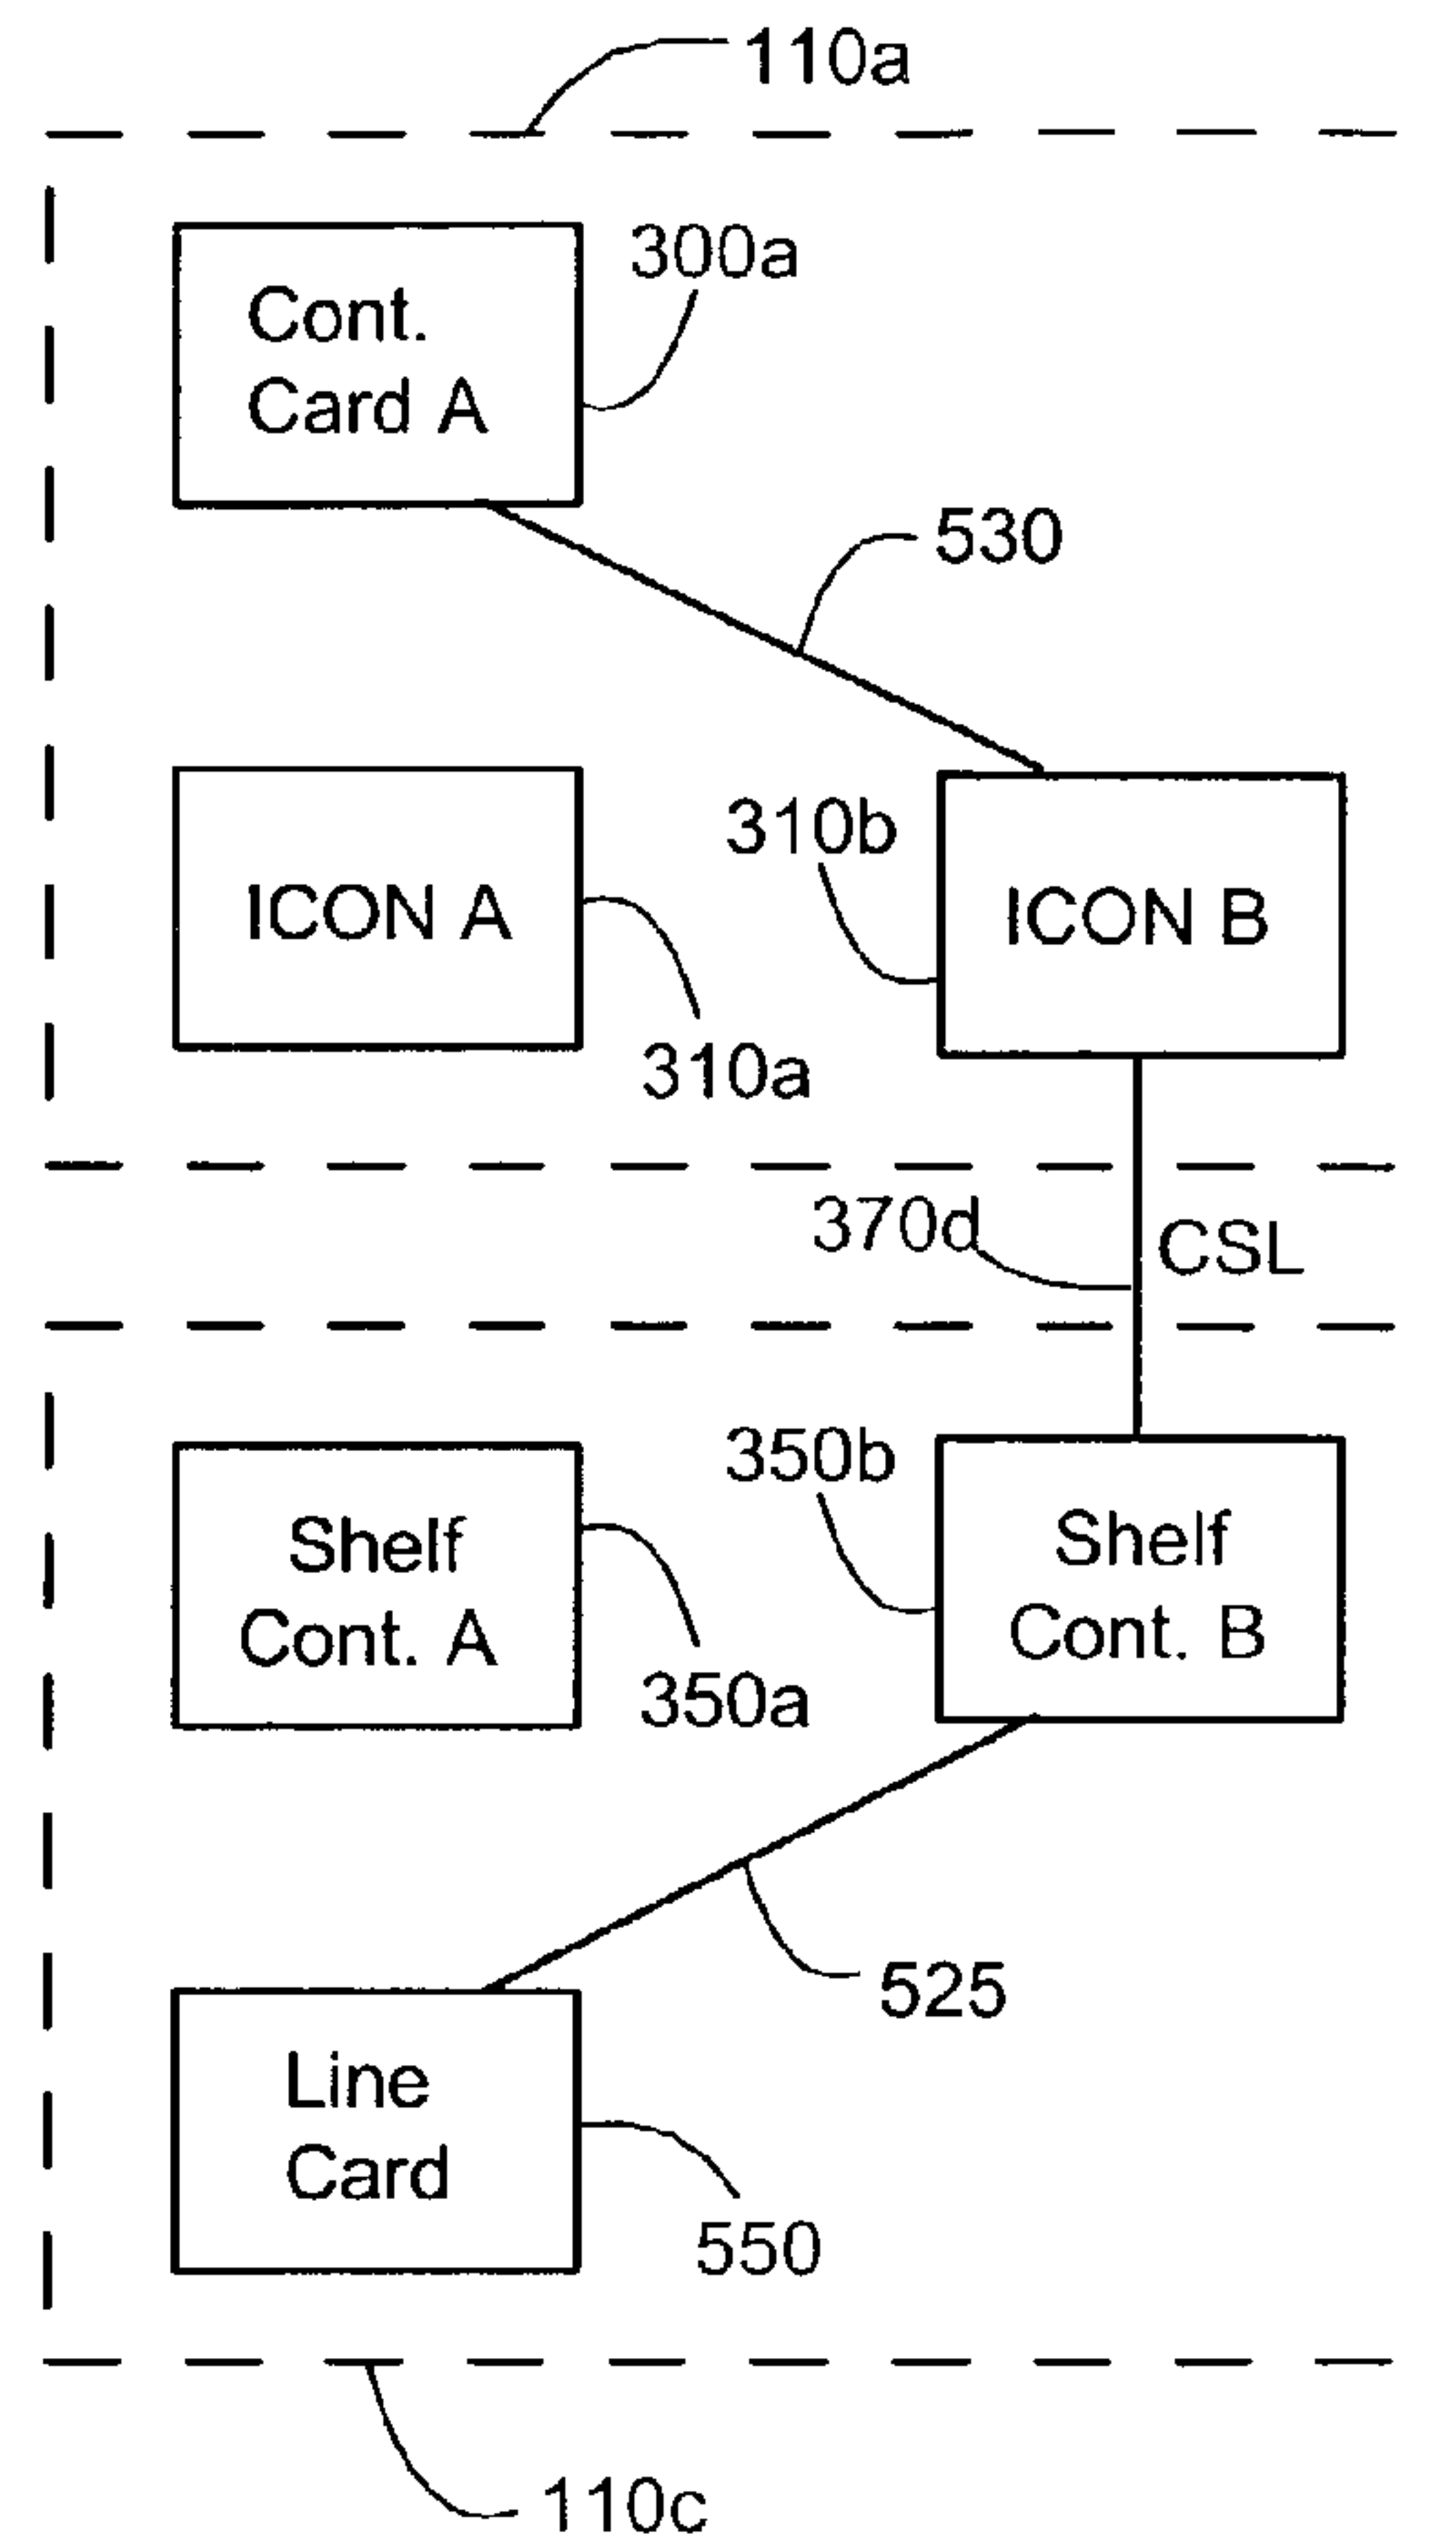 110a
300a
Cont.
Card A
530
310b
ICON A
ICON B
310a
370d
CSL
350b
Shelf
Cont. A
Shelf
Cont. B
350a
525
Line
Card
550
110c